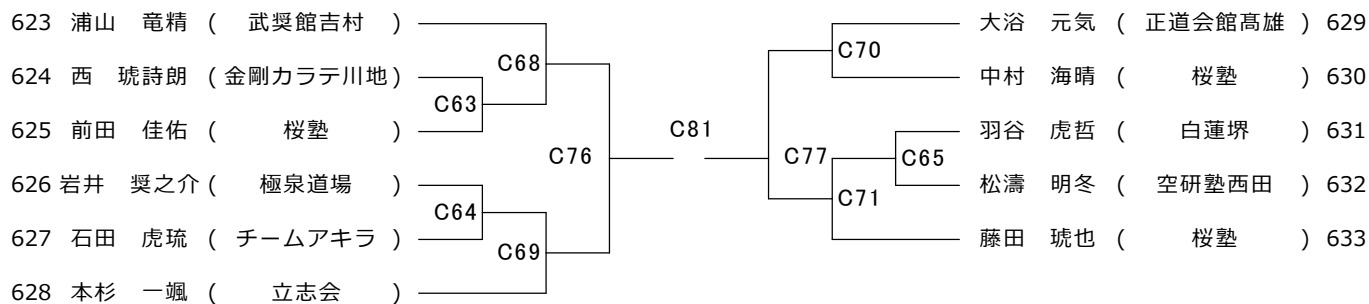 623 浦山 竜精 ( 武奨館吉村 )
624 西 琥詩朗 ( 金剛カラテ川地 )
625 前田 佳佑 ( 桜塾 )
626 岩井 奨之介 ( 極泉道場 )
627 石田 虎琉 ( チームアキラ )
628 本杉 一颯 ( 立志会 )
C63
C64
C68
C69
C76
C81
C77
C70
C71
C65
大浴 元気 ( 正道会館髙雄 ) 629
中村 海晴 ( 桜塾 ) 630
羽谷 虎哲 ( 白蓮堺 ) 631
松濤 明冬 ( 空研塾西田 ) 632
藤田 琥也 ( 桜塾 ) 633